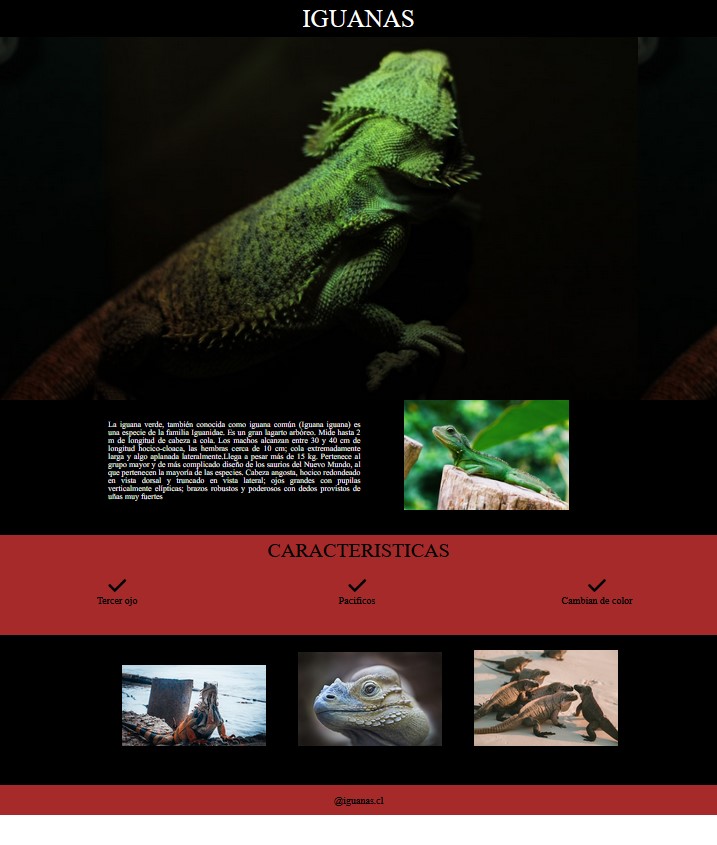 IGUANAS
La iguana verde, también conocida como iguana común (Iguana iguana) es
una especie de la familia Iguanidae. Es un gran lagarto arbóreo. Mide hasta 2
m de longitud de cabeza a cola. Los machos alcanzan entre 30 y 40 cm de
longitud hocico-cloaca, las hembras cerca de 10 cm; cola extremadamente
larga y algo aplanada lateralmente.Llega a pesar más de 15 kg. Pertenece al
grupo mayor y de más complicado diseño de los saurios del Nuevo Mundo, al
que pertenecen la mayoría de las especies. Cabeza angosta, hocico redondeado
en vista dorsal y truncado en vista lateral; ojos grandes con pupilas
verticalmente elípticas; brazos robustos y poderosos con dedos provistos de
uñas muy fuertes
CARACTERISTICAS
Tercer ojo
Pacificos
Cambian de color
@iguanas.cl